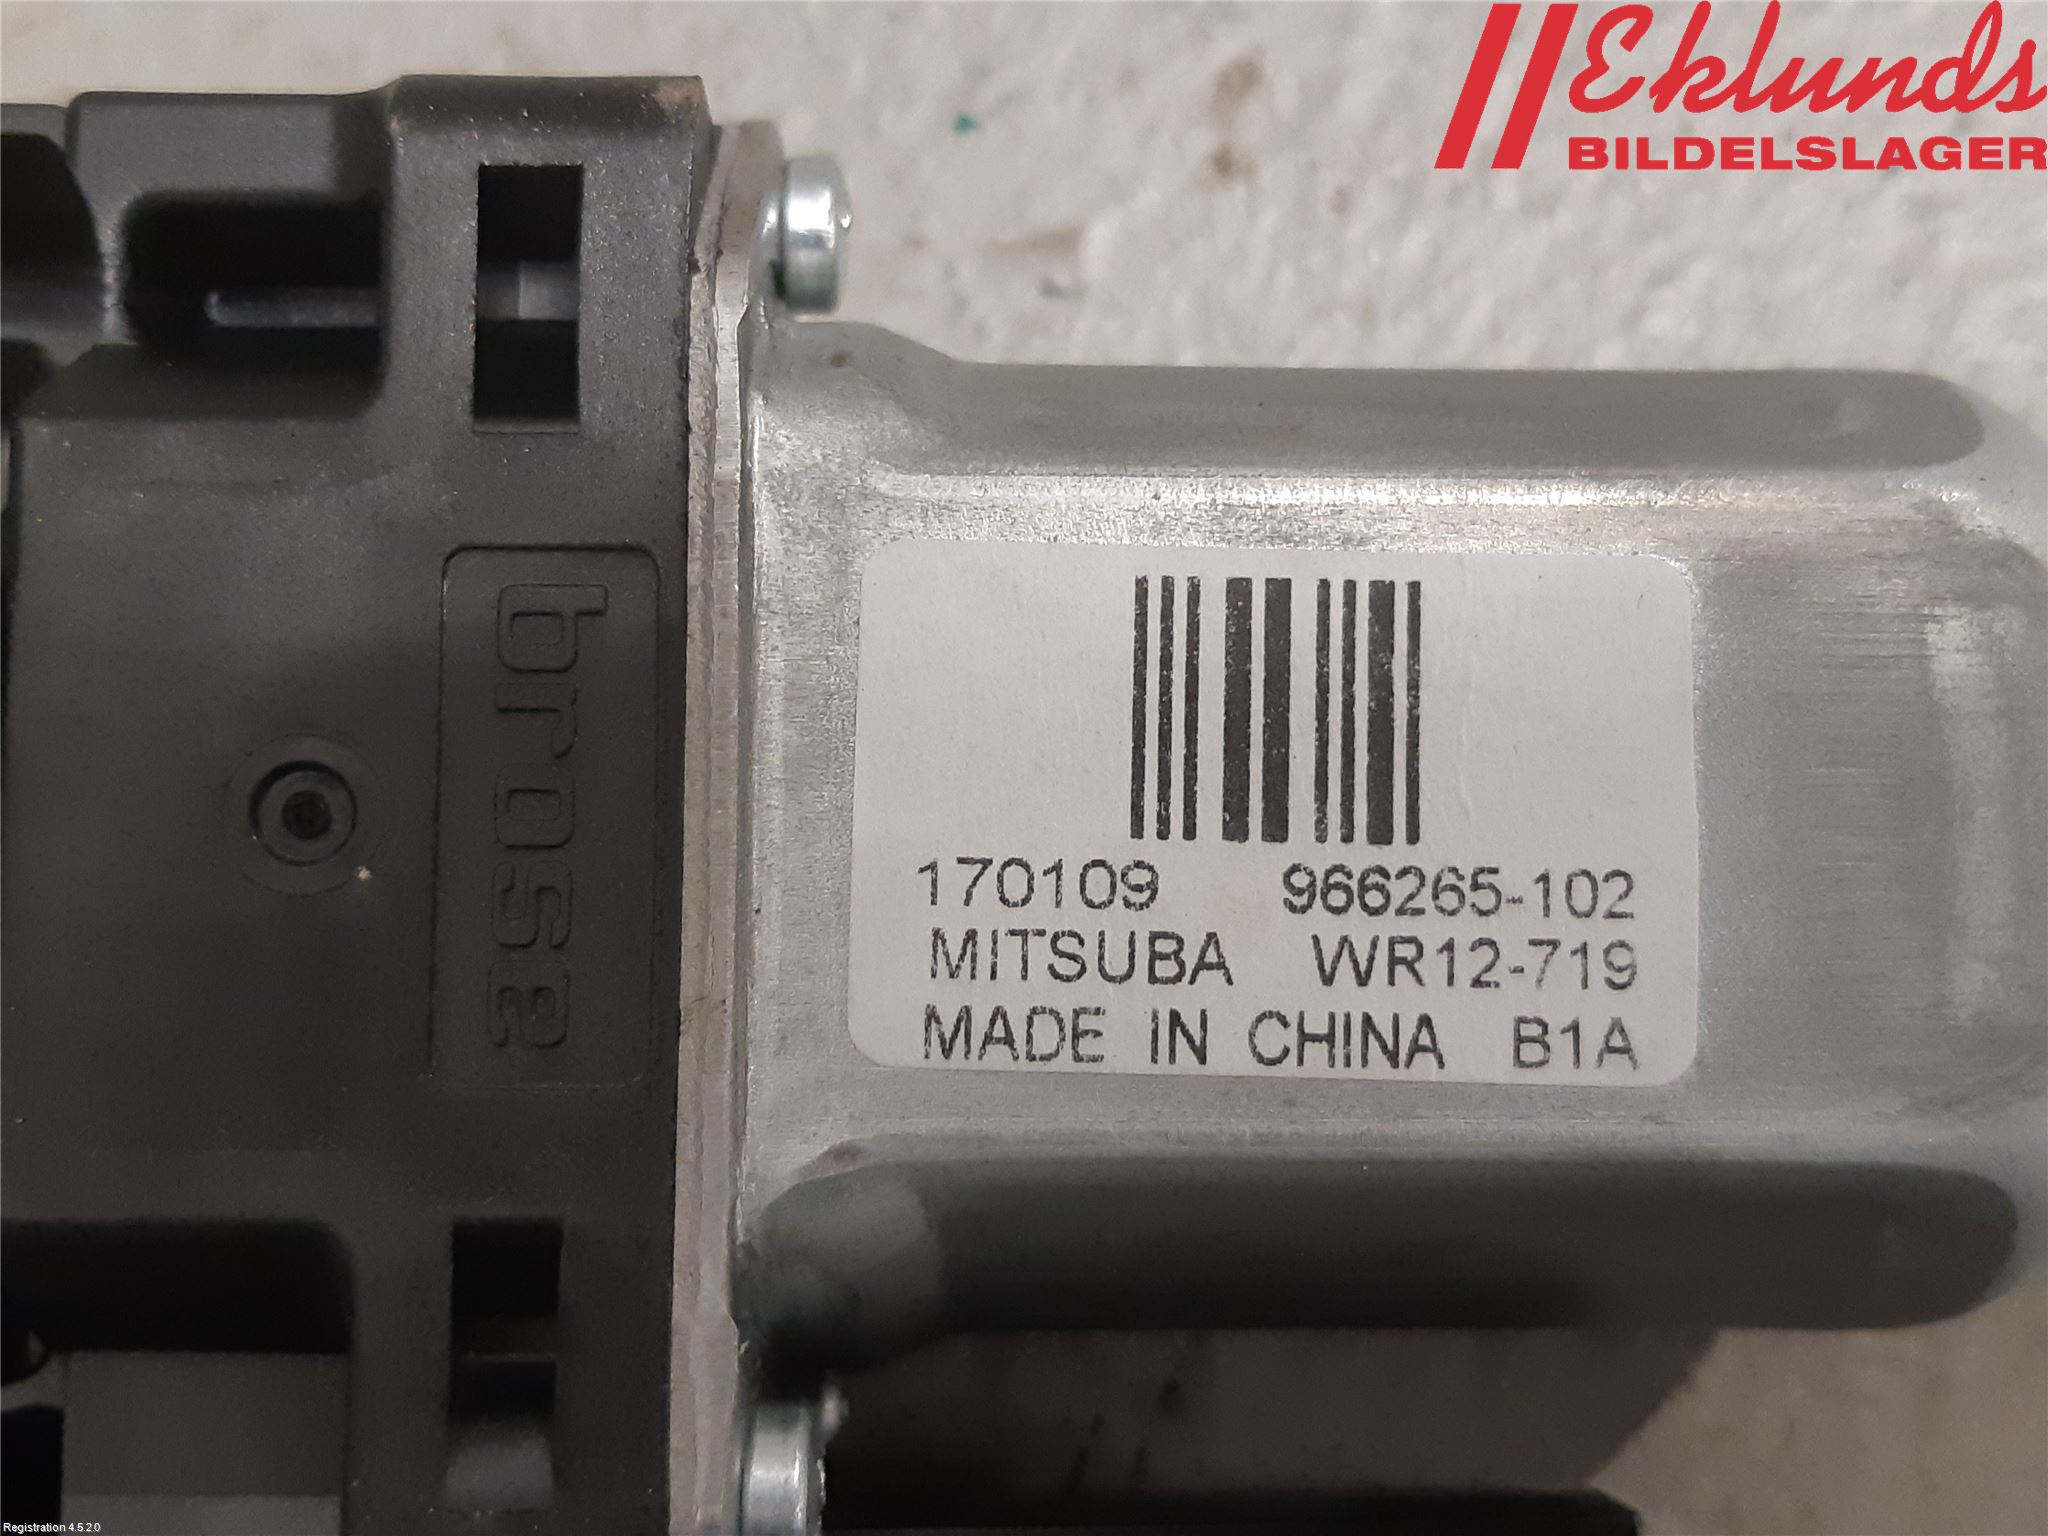 Eklunds
BILDELSLAGER
brose
170109 966265-102
MITSUBA WR12-719
MADE IN CHINA B1A
Registration 4.5.2.0